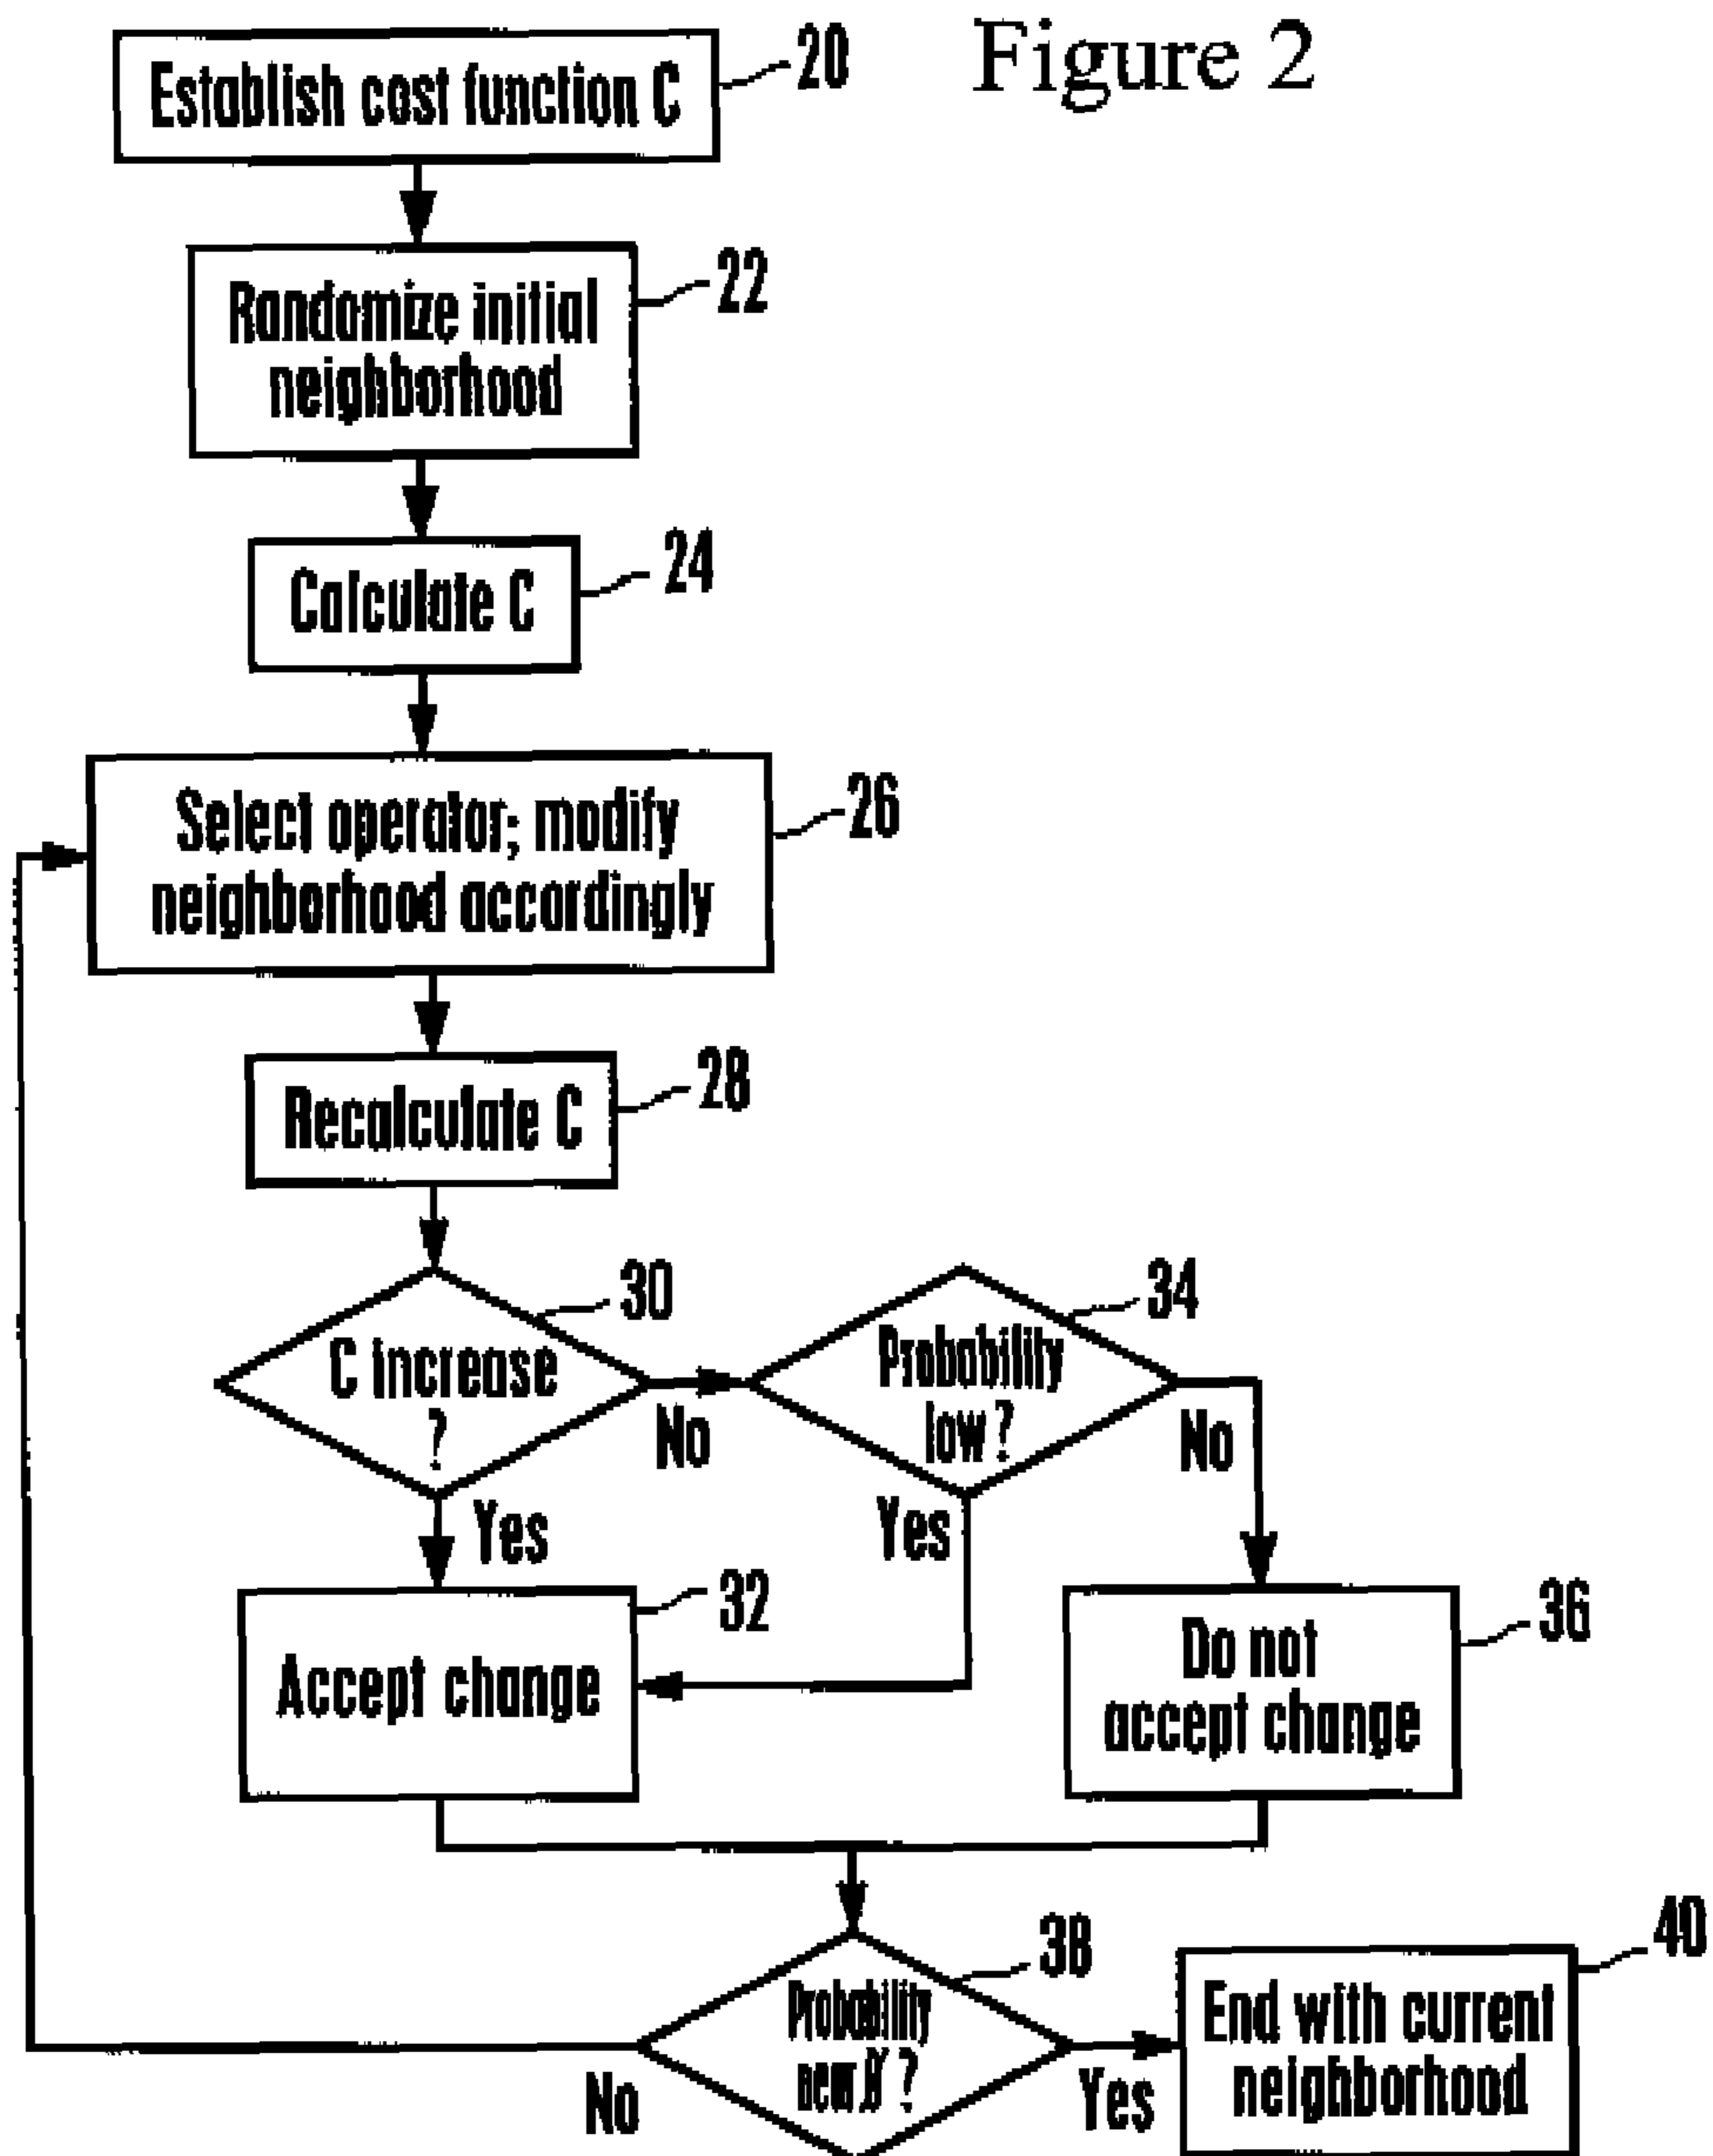 Figure 2
Establish cost function C
20
Randomize initial
neighborhood
22
Calculate C
24
Select operator; modify
neighborhood accordingly
26
Recalculate C
28
C increase
?
30
No
Yes
Probability
low?
34
No
Yes
Accept change
32
Do not
accept change
36
Probability
?
38
No
Yes
End with current
neighborhood
40